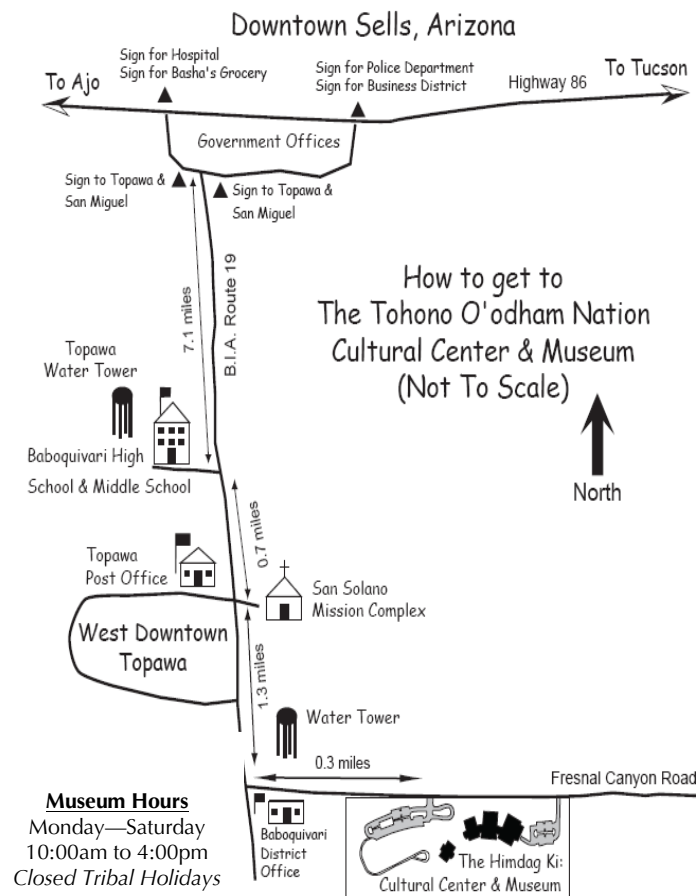 Downtown Sells, Arizona
Sign for Hospital
Sign for Basha's Grocery
Sign for Police Department
Sign for Business District
To Ajo
Highway 86
To Tucson
Government Offices
Sign to Topawa &
San Miguel
Sign to Topawa &
San Miguel
7.1 miles
B.I.A. Route 19
How to get to
The Tohono O'odham Nation
Cultural Center & Museum
(Not To Scale)
North
Topawa
Water Tower
Baboquivari High
School & Middle School
0.7 miles
Topawa
Post Office
San Solano
Mission Complex
West Downtown
Topawa
1.3 miles
Water Tower
0.3 miles
Fresnal Canyon Road
Baboquivari
District
Office
The Himdag Ki:
Cultural Center & Museum
Museum Hours
Monday—Saturday
10:00am to 4:00pm
Closed Tribal Holidays